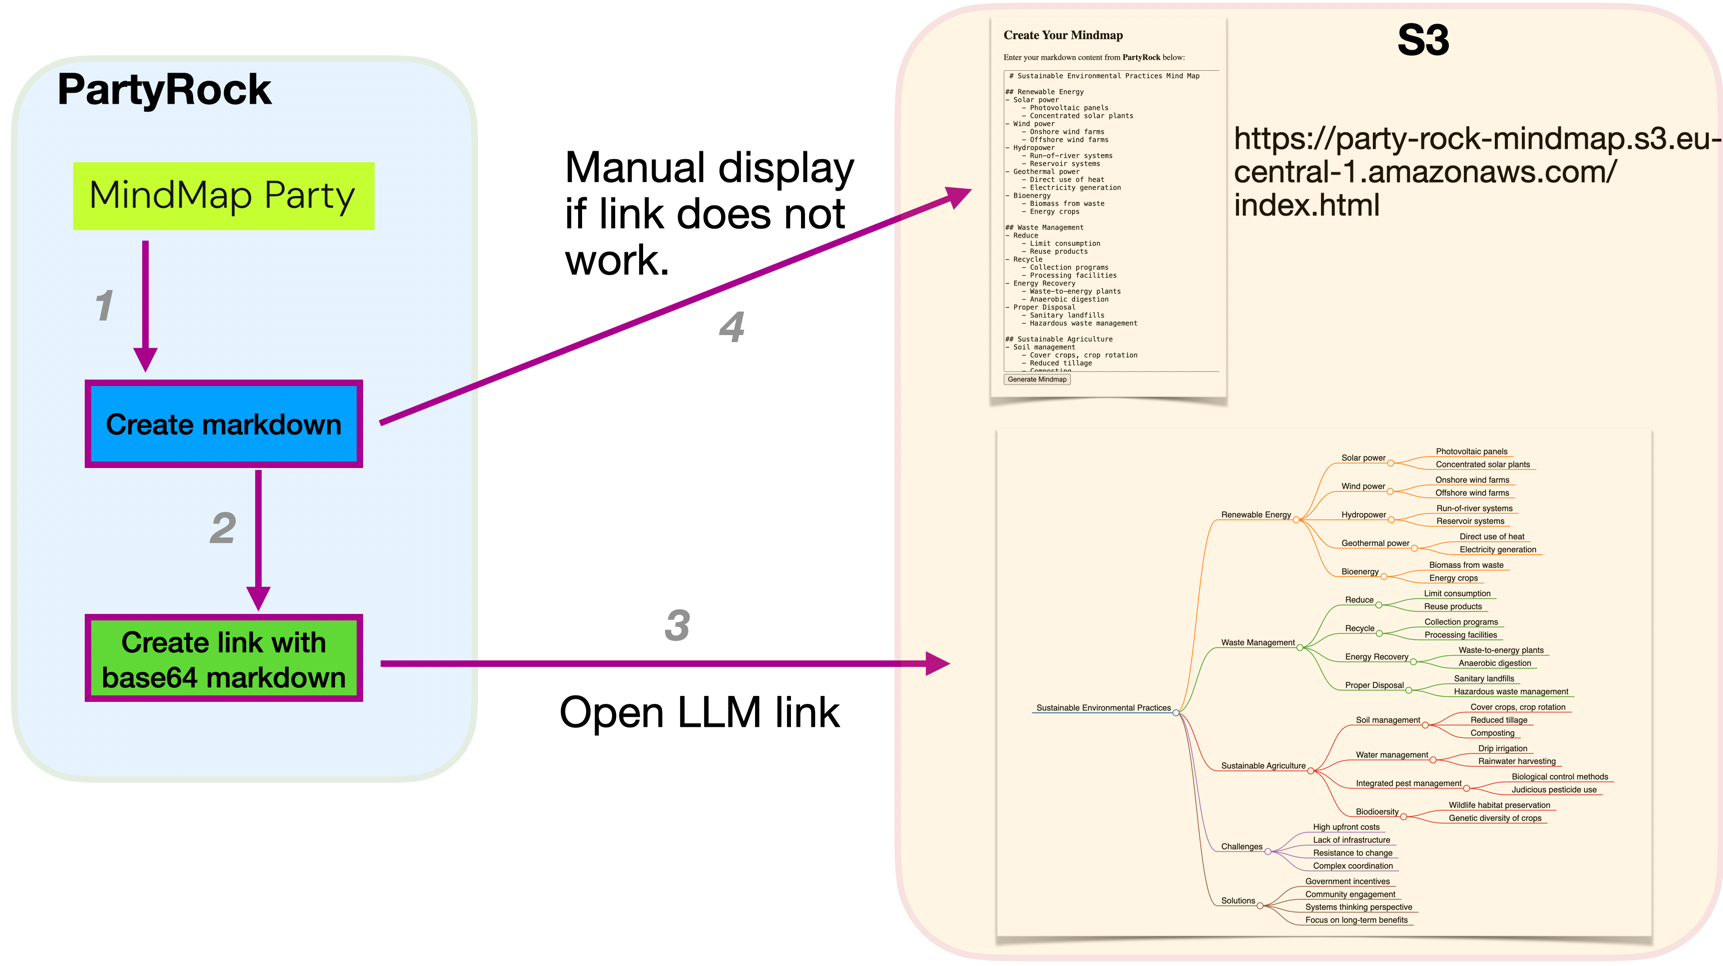 PartyRock
MindMap Party
1
Create markdown
2
Create link with
base64 markdown
Manual display
if link does not
work.
4
3
Open LLM link
S3
https://party-rock-mindmap.s3.eu-
central-1.amazonaws.com/
index.html
Create Your Mindmap
Enter your markdown content from PartyRock below:
# Sustainable Environmental Practices Mind Map
## Renewable Energy
- Solar power
- Photovoltaic panels
- Concentrated solar plants
- Wind power
- Onshore wind farms
- Offshore wind farms
- Hydropower
- Run-of-river systems
- Reservoir systems
- Geothermal power
- Direct use of heat
- Electricity generation
- Bioenergy
- Biomass from waste
- Energy crops
## Waste Management
- Reduce
- Limit consumption
- Reuse products
- Recycle
- Collection programs
- Processing facilities
- Energy Recovery
- Waste-to-energy plants
- Anaerobic digestion
- Proper Disposal
- Sanitary landfills
- Hazardous waste management
## Sustainable Agriculture
- Soil management
- Cover crops, crop rotation
- Reduced tillage
- Composting
Generate Mindmap
Sustainable Environmental Practices
Renewable Energy
Solar power
Photovoltaic panels
Concentrated solar plants
Wind power
Onshore wind farms
Offshore wind farms
Hydropower
Run-of-river systems
Reservoir systems
Geothermal power
Direct use of heat
Electricity generation
Bioenergy
Biomass from waste
Energy crops
Waste Management
Reduce
Limit consumption
Reuse products
Recycle
Collection programs
Processing facilities
Energy Recovery
Waste-to-energy plants
Anaerobic digestion
Proper Disposal
Sanitary landfills
Hazardous waste management
Sustainable Agriculture
Soil management
Cover crops, crop rotation
Reduced tillage
Composting
Water management
Drip irrigation
Rainwater harvesting
Integrated pest management
Biological control methods
Judicious pesticide use
Biodioersity
Wildlife habitat preservation
Genetic diversity of crops
Challenges
High upfront costs
Lack of infrastructure
Resistance to change
Complex coordination
Solutions
Government incentives
Community engagement
Systems thinking perspective
Focus on long-term benefits